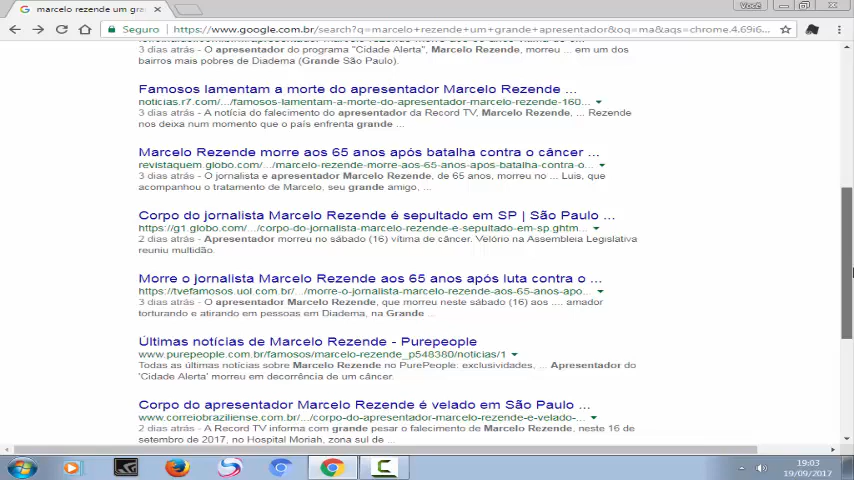 marcelo rezende um gra
Você
Seguro
https://www.google.com.br/search?q=marcelo+rezende+um+grande+apresentador&oq=ma&aqs=chrome.4.69i6...
3 dias atrás - O apresentador do programa "Cidade Alerta", Marcelo Rezende, morreu ... em um dos
bairros mais pobres de Diadema (Grande São Paulo).
Famosos lamentam a morte do apresentador Marcelo Rezende ...
noticias.r7.com/.../famosos-lamentam-a-morte-do-apresentador-marcelo-rezende-160...
3 dias atrás - A notícia do falecimento do apresentador da Record TV, Marcelo Rezende, ... Rezende
nos deixa num momento que o país enfrenta grande ...
Marcelo Rezende morre aos 65 anos após batalha contra o câncer ...
revistaquem.globo.com/.../marcelo-rezende-morre-aos-65-anos-apos-batalha-contra-o...
3 dias atrás - O jornalista e apresentador Marcelo Rezende, de 65 anos, morreu no ... Luis, que
acompanhou o tratamento de Marcelo, seu grande amigo, ...
Corpo do jornalista Marcelo Rezende é sepultado em SP | São Paulo ...
https://g1.globo.com/.../corpo-do-jornalista-marcelo-rezende-e-sepultado-em-sp.ghtm...
2 dias atrás - Apresentador morreu no sábado (16) vítima de câncer. Velório na Assembleia Legislativa
reuniu multidão.
Morre o jornalista Marcelo Rezende aos 65 anos após luta contra o ...
https://tvefamosos.uol.com.br/.../morre-o-jornalista-marcelo-rezende-aos-65-anos-apo...
3 dias atrás - O apresentador Marcelo Rezende, que morreu neste sábado (16) aos .... amador
torturando e atirando em pessoas em Diadema, na Grande ...
Últimas notícias de Marcelo Rezende - Purepeople
www.purepeople.com.br/famosos/marcelo-rezende_p548380/noticias/1
Todas as últimas notícias sobre Marcelo Rezende no PurePeople: exclusividades, ... Apresentador do
'Cidade Alerta' morreu em decorrência de um câncer.
Corpo do apresentador Marcelo Rezende é velado em São Paulo ...
www.correiobraziliense.com.br/.../corpo-do-apresentador-marcelo-rezende-e-velado-...
2 dias atrás - A Record TV informa com grande pesar o falecimento de Marcelo Rezende, neste 16 de
setembro de 2017, no Hospital Moriah, zona sul de ...
19:03
19/09/2017